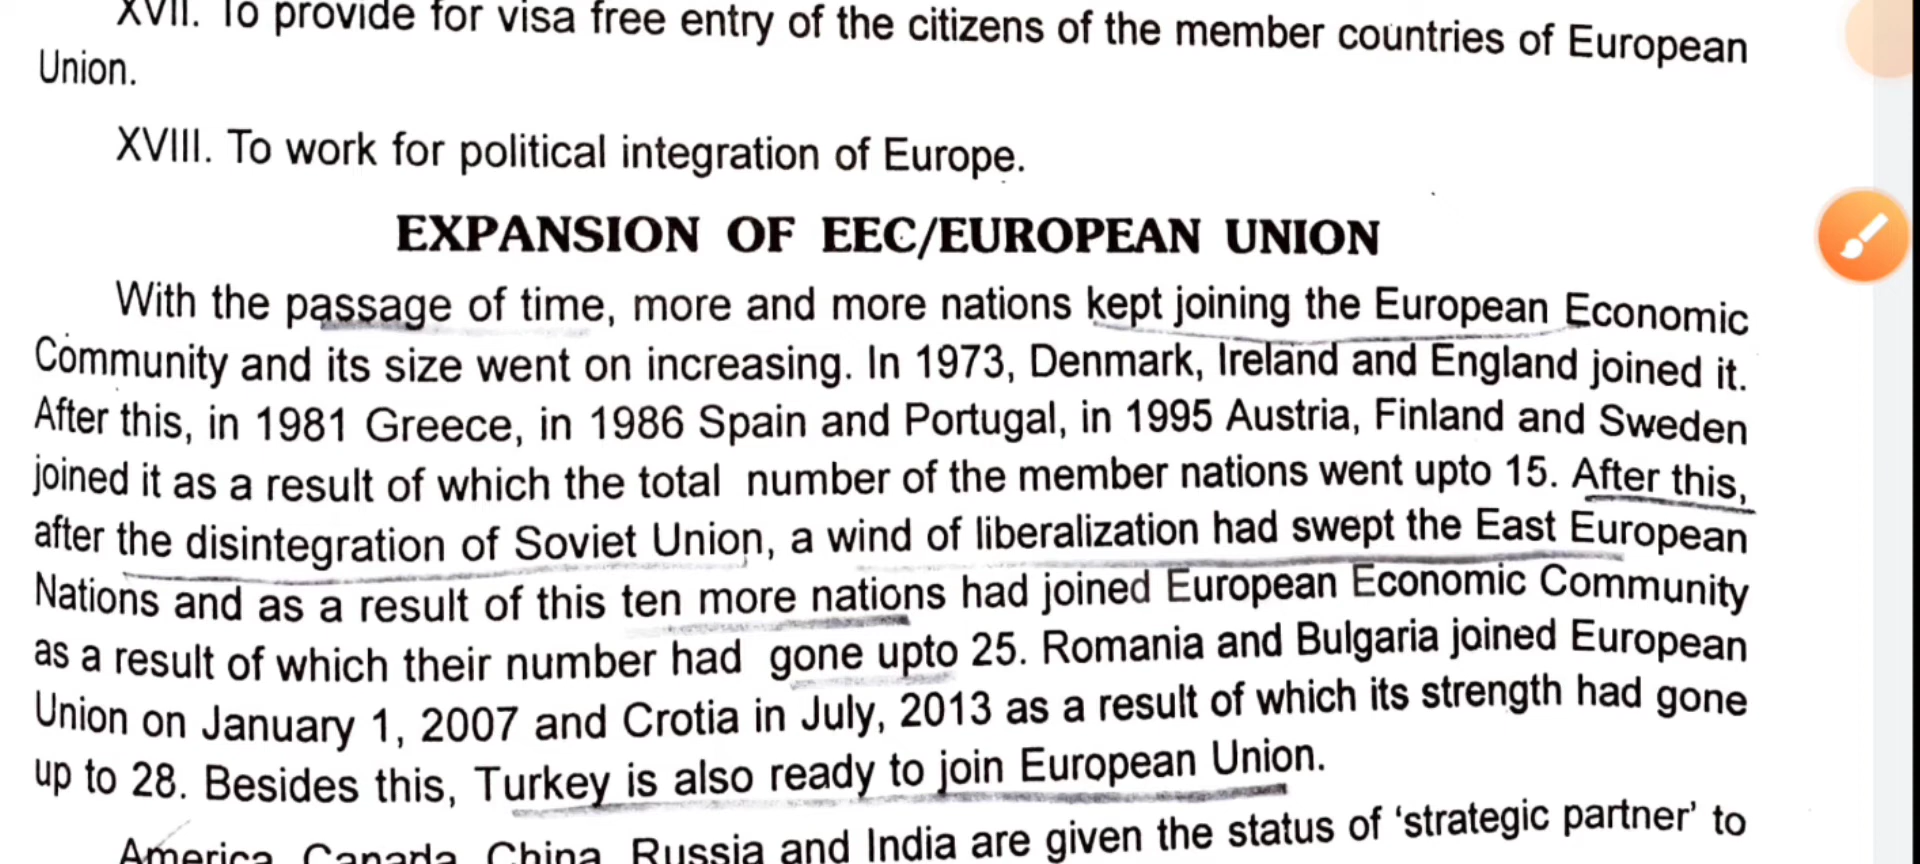 XVII. To provide for visa free entry of the citizens of the member countries of European
Union.
XVIII. To work for political integration of Europe.
EXPANSION OF EEC/EUROPEAN UNION
With the passage of time, more and more nations kept joining the European Economic
Community and its size went on increasing. In 1973, Denmark, Ireland and England joined it.
After this, in 1981 Greece, in 1986 Spain and Portugal, in 1995 Austria, Finland and Sweden
joined it as a result of which the total number of the member nations went upto 15. After this,
after the disintegration of Soviet Union, a wind of liberalization had swept the East European
Nations and as a result of this ten more nations had joined European Economic Community
as a result of which their number had gone upto 25. Romania and Bulgaria joined European
Union on January 1, 2007 and Crotia in July, 2013 as a result of which its strength had gone
up to 28. Besides this, Turkey is also ready to join European Union.
America, Canada, China, Russia and India are given the status of 'strategic partner' to